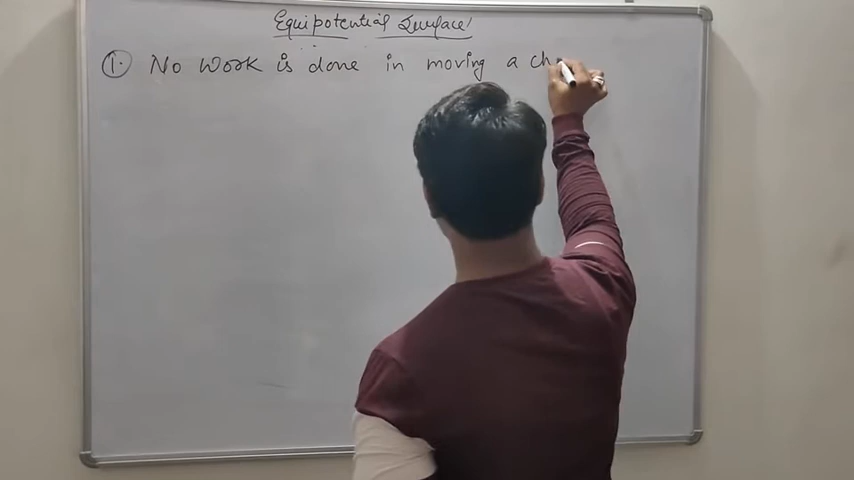 Equipotential Surface
① No work is done in moving a ch